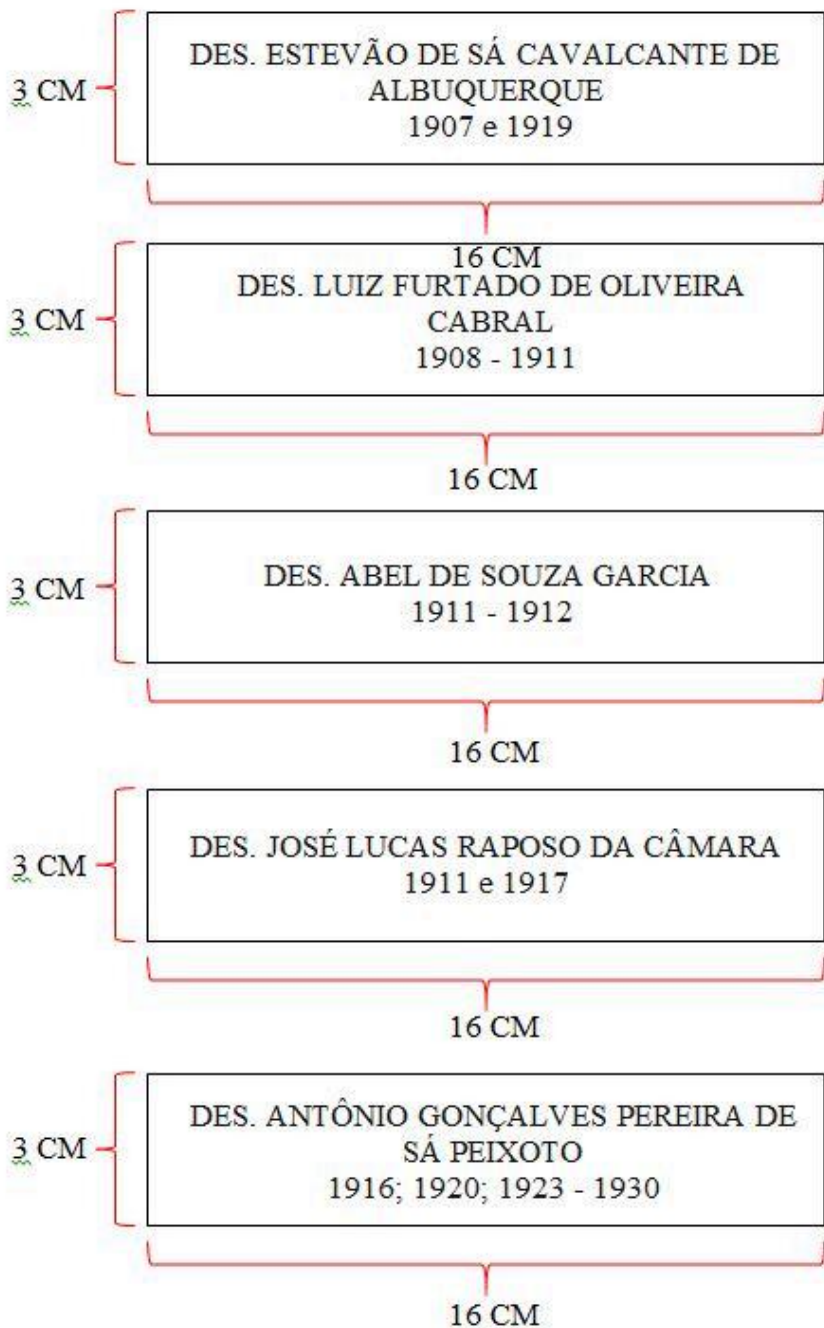 3 CM
DES. ESTEVÃO DE SÁ CAVALCANTE DE
ALBUQUERQUE
1907 e 1919
16 CM
3 CM
DES. LUIZ FURTADO DE OLIVEIRA
CABRAL
1908 - 1911
16 CM
3 CM
DES. ABEL DE SOUZA GARCIA
1911 - 1912
16 CM
3 CM
DES. JOSÉ LUCAS RAPOSO DA CÂMARA
1911 e 1917
16 CM
3 CM
DES. ANTÔNIO GONÇALVES PEREIRA DE
SÁ PEIXOTO
1916; 1920; 1923 - 1930
16 CM